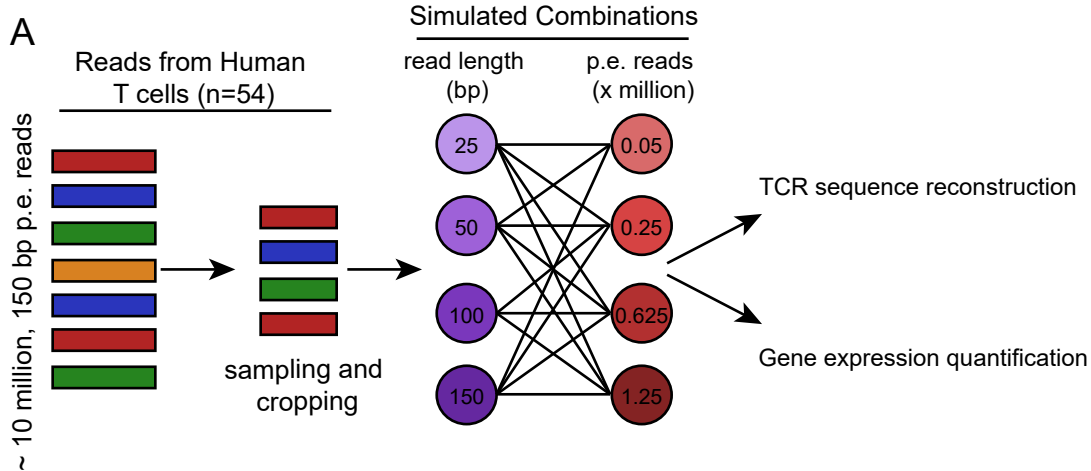 A
Reads from Human
T cells (n=54)
~ 10 million, 150 bp p.e. reads
sampling and
cropping
Simulated Combinations
read length
(bp)
p.e. reads
(x million)
25
0.05
50
0.25
100
0.625
150
1.25
TCR sequence reconstruction
Gene expression quantification